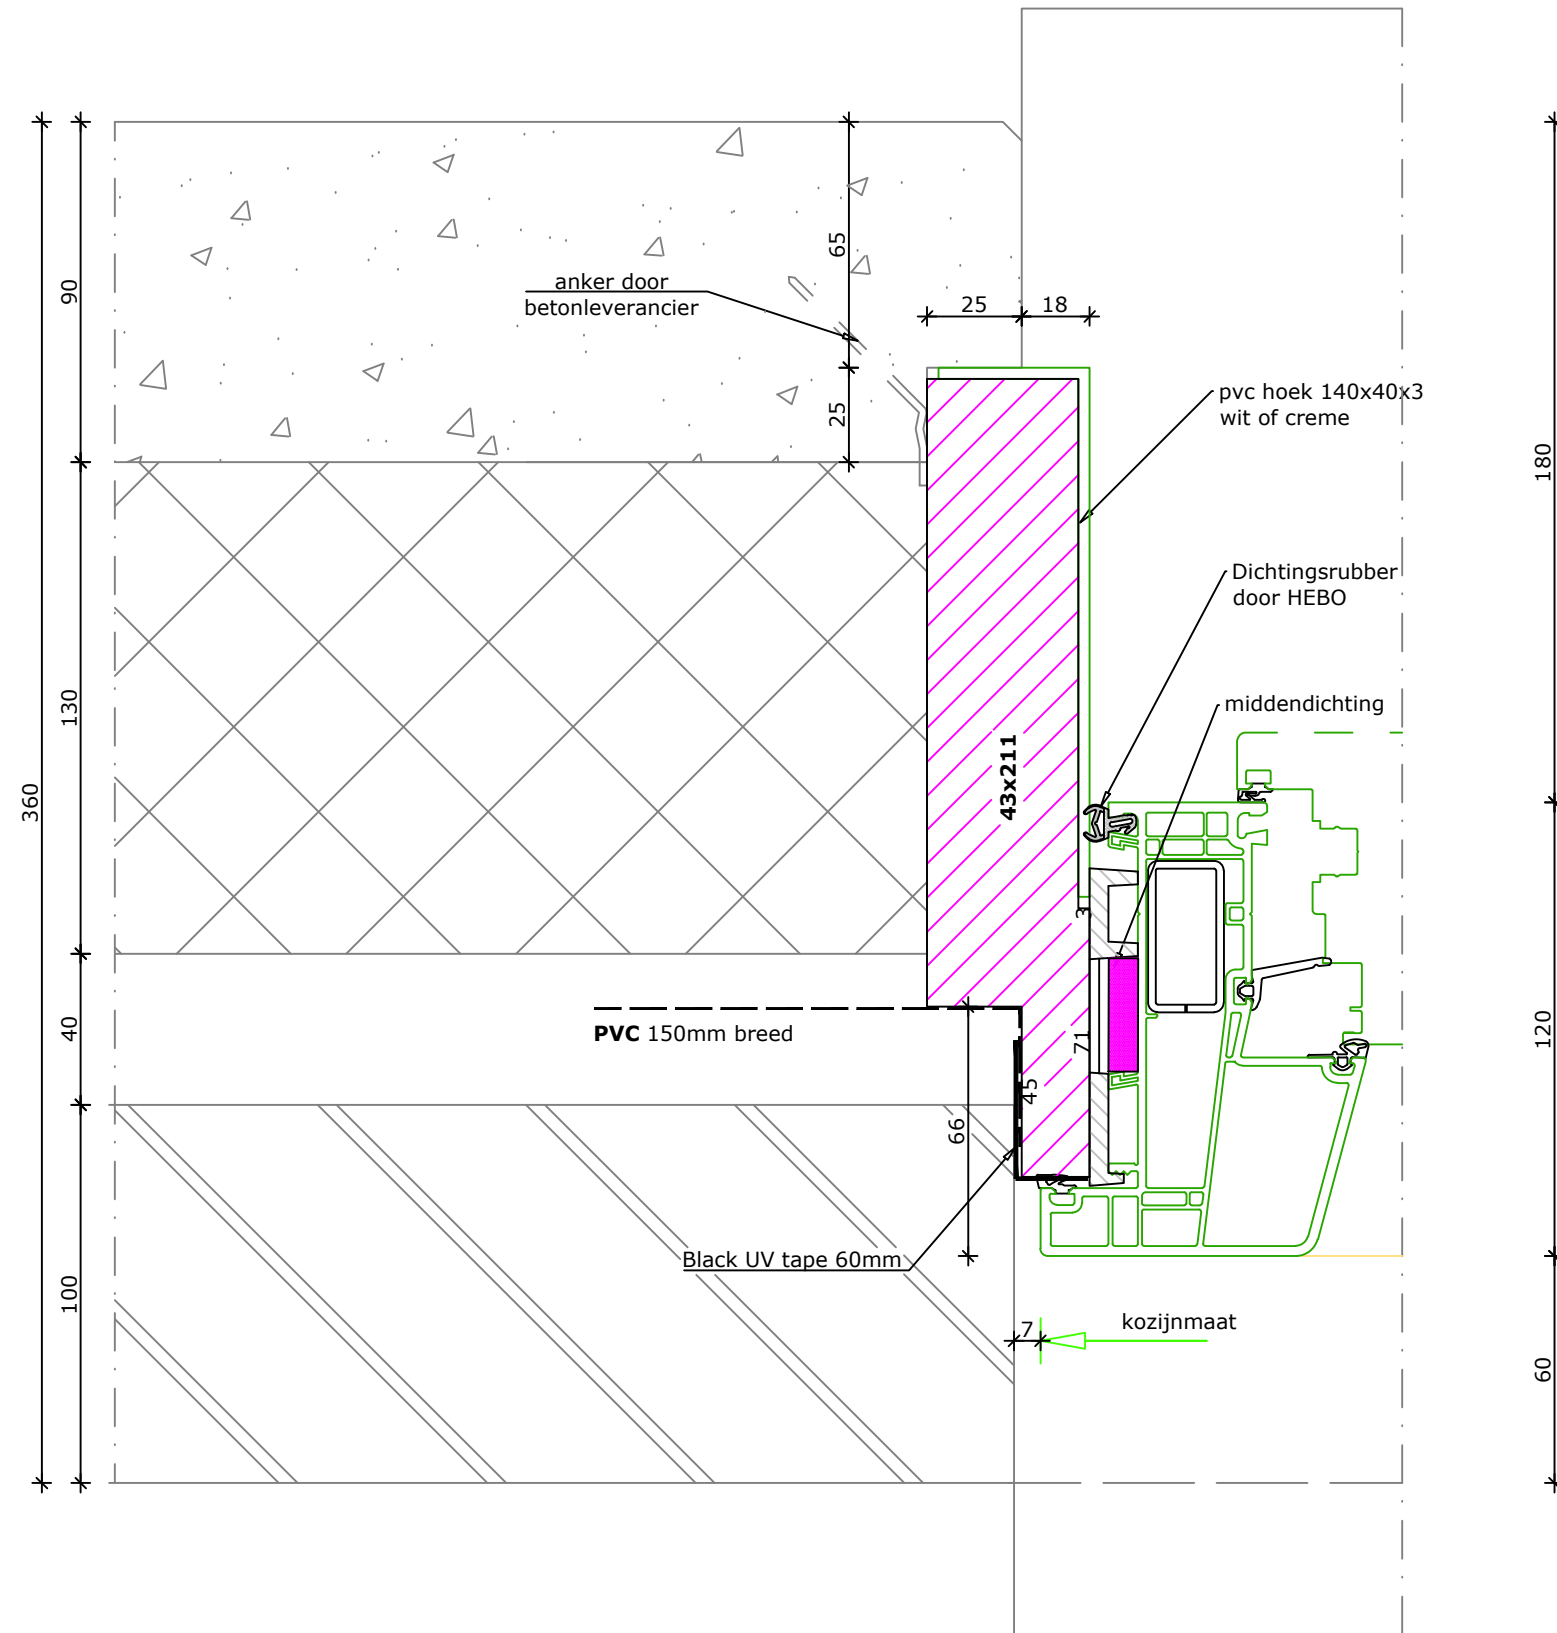 65
anker door
betonleverancier
90
25
18
25
pvc hoek 140x40x3
wit of creme
180
Dichtingsrubber
door HEBO
130
middendichting
43x211
360
3
40
PVC 150mm breed
71
45
66
120
Black UV tape 60mm
100
7
kozijnmaat
60